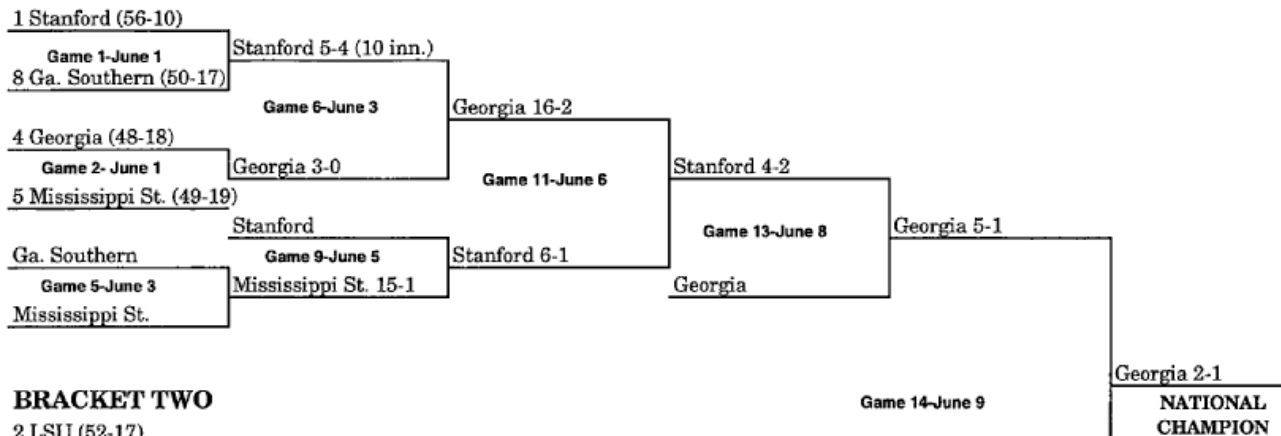 1 Stanford (56-10)
Game 1-June 1
Stanford 5-4 (10 inn.)
8 Ga. Southern (50-17)
Game 6-June 3
Georgia 16-2
4 Georgia (48-18)
Game 2- June 1
Georgia 3-0
Game 11-June 6
Stanford 4-2
5 Mississippi St. (49-19)
Stanford
Game 13-June 8
Georgia 5-1
Ga. Southern
Game 9-June 5
Stanford 6-1
Game 5-June 3
Mississippi St. 15-1
Georgia
Mississippi St.
Georgia 2-1
BRACKET TWO
Game 14-June 9
NATIONAL
CHAMPION
2 LSU (52-17)